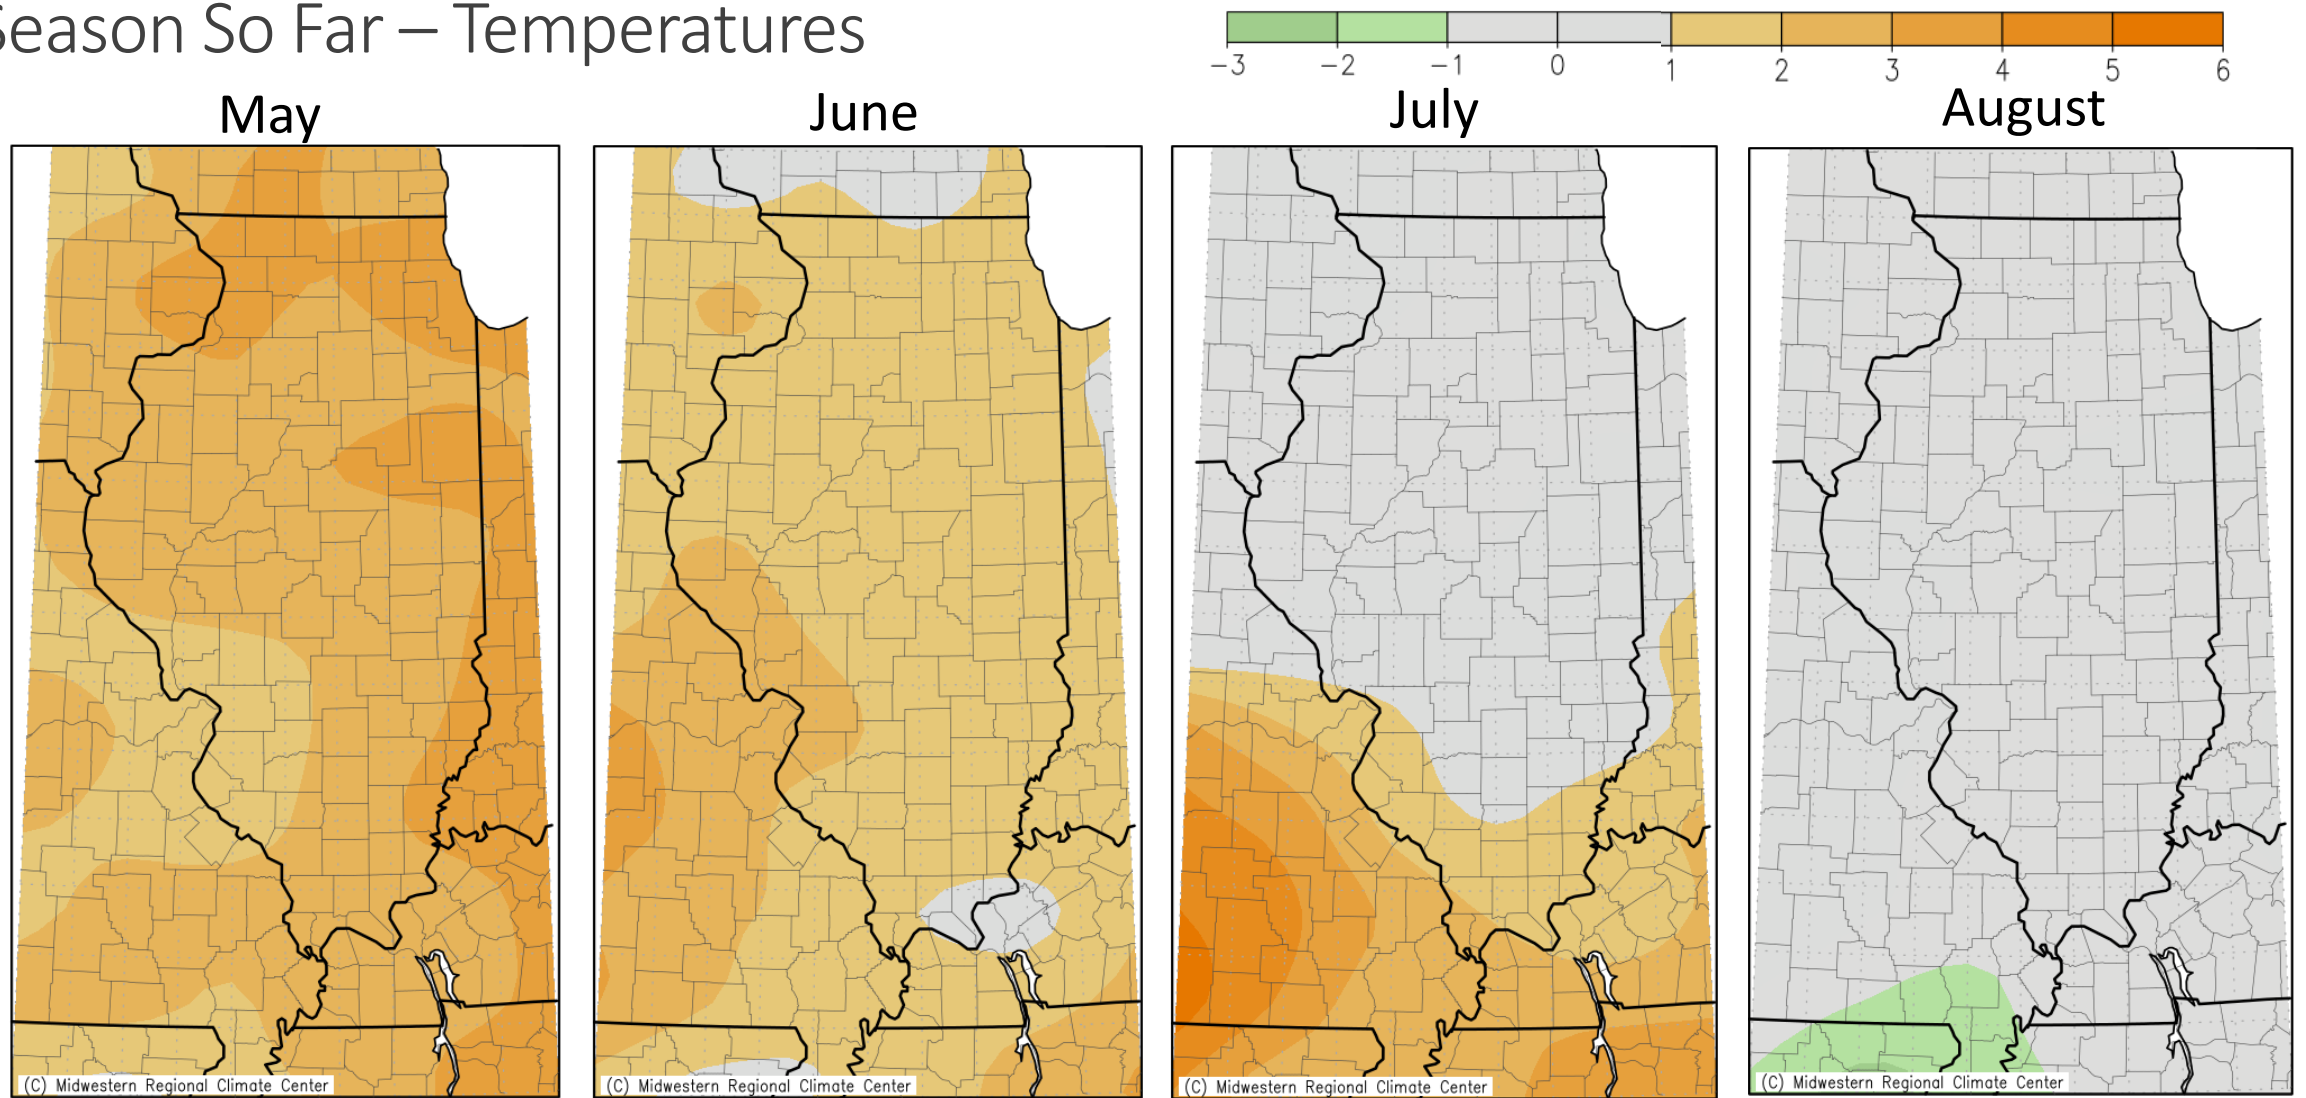 Season So Far – Temperatures
−3 −2 −1 0 1 2 3 4 5 6
May
June
July
August
(C) Midwestern Regional Climate Center
(C) Midwestern Regional Climate Center
(C) Midwestern Regional Climate Center
(C) Midwestern Regional Climate Center